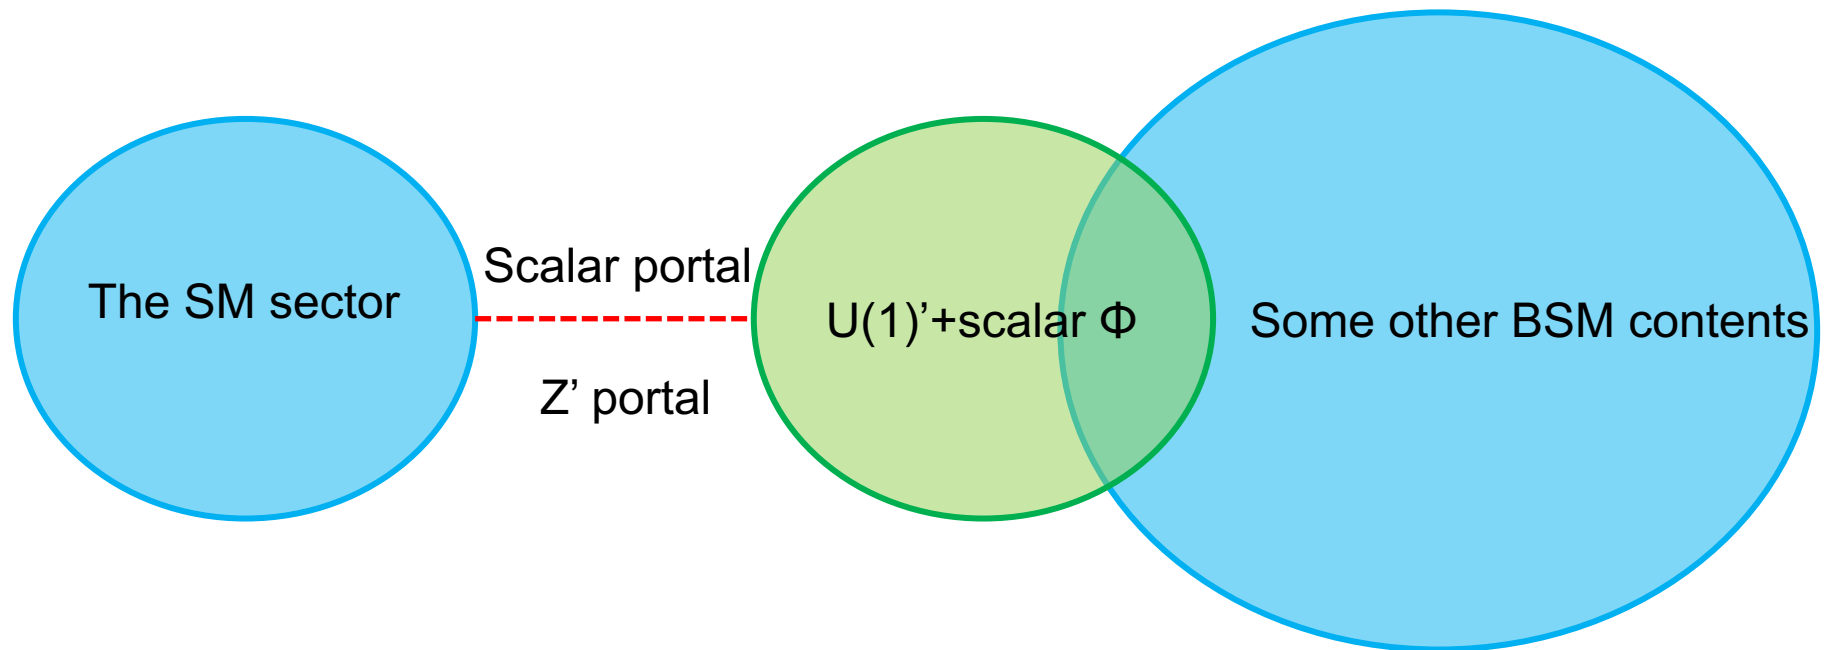 The SM sector
Scalar portal
Z’ portal
U(1)’+scalar Φ
Some other BSM contents